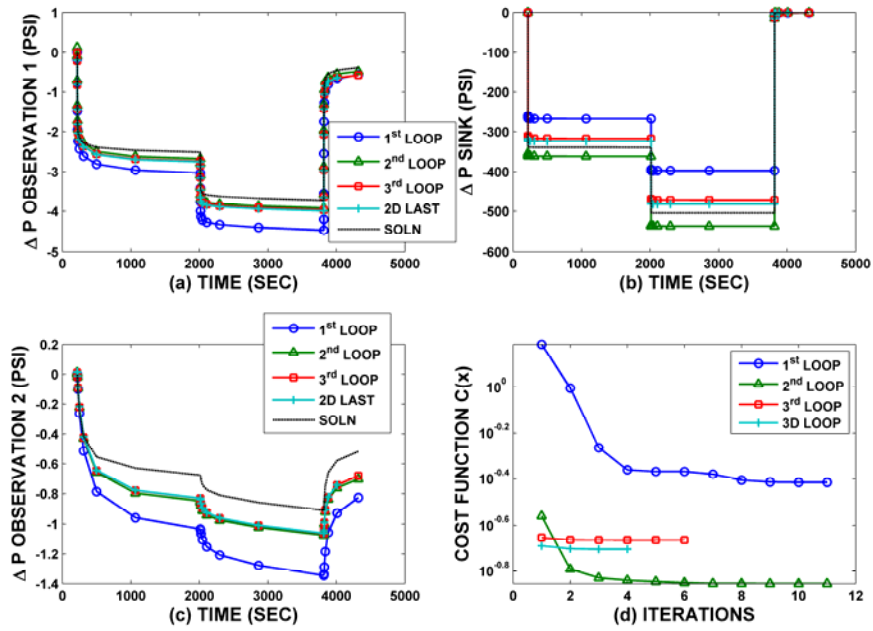 Δ P OBSERVATION 1 (PSI)
1
0
-1
-2
-3
-4
-5
0 1000 2000 3000 4000 5000
(a) TIME (SEC)
1st LOOP
2nd LOOP
3rd LOOP
2D LAST
SOLN
Δ P SINK (PSI)
0
-100
-200
-300
-400
-500
-600
0 1000 2000 3000 4000 5000
(b) TIME (SEC)
Δ P OBSERVATION 2 (PSI)
0.2
0
-0.2
-0.4
-0.6
-0.8
-1
-1.2
-1.4
0 1000 2000 3000 4000 5000
(c) TIME (SEC)
1st LOOP
2nd LOOP
3rd LOOP
2D LAST
SOLN
COST FUNCTION C(x)
10^0
10^-0.2
10^-0.4
10^-0.6
10^-0.8
0 2 4 6 8 10 12
(d) ITERATIONS
1st LOOP
2nd LOOP
3rd LOOP
3D LOOP